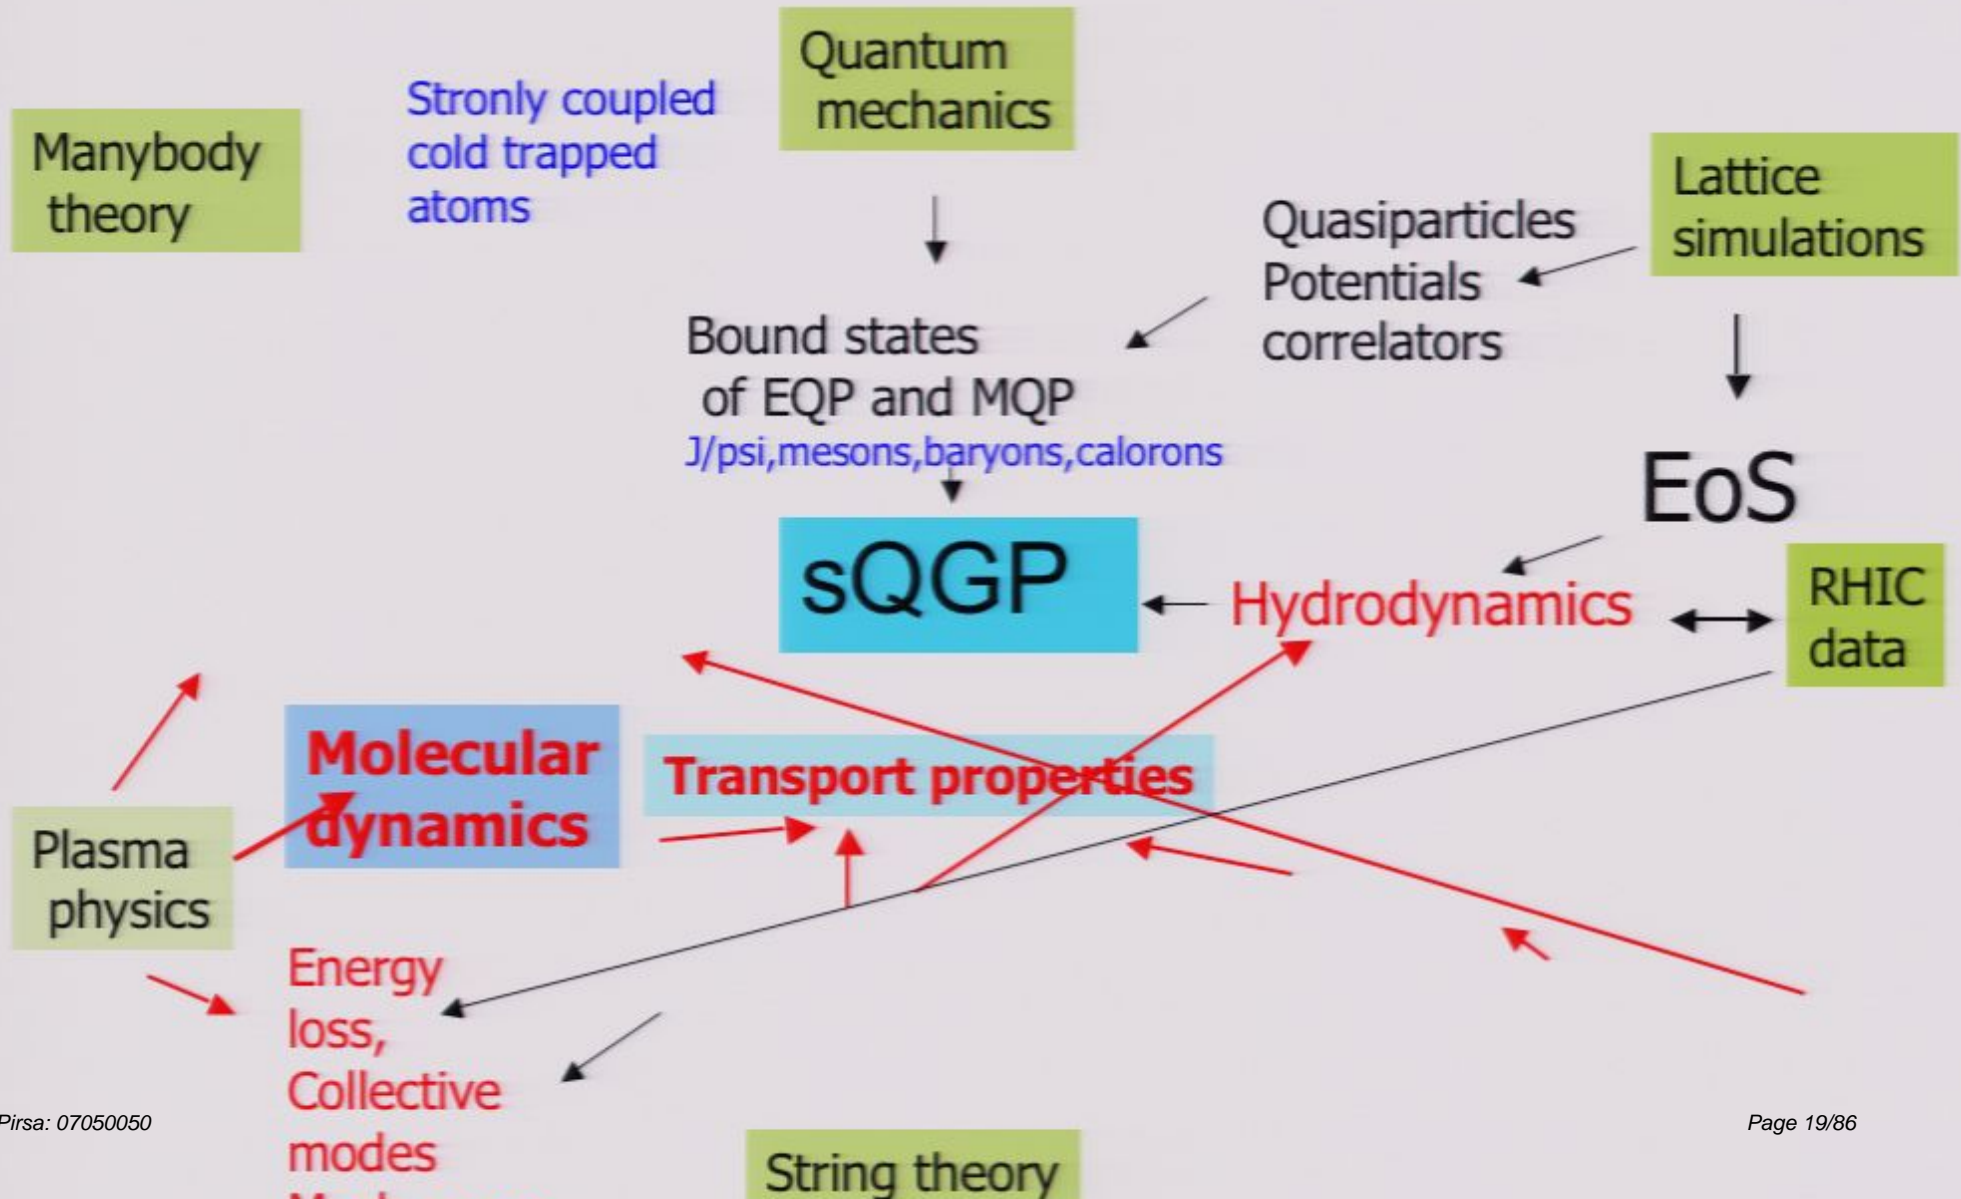 Quantum
mechanics
Stronly coupled
cold trapped
atoms
Manybody
theory
Lattice
simulations
Quasiparticles
Potentials
correlators
Bound states
of EQP and MQP
J/psi,mesons,baryons,calorons
EoS
sQGP
Hydrodynamics
RHIC
data
Molecular
dynamics
Transport properties
Plasma
physics
Energy
loss,
Collective
modes
String theory
Pirsa: 07050050
Page 19/86